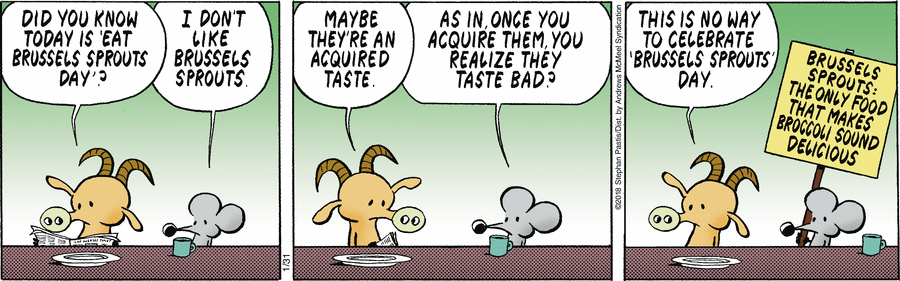 DID YOU KNOW
TODAY IS 'EAT
BRUSSELS SPROUTS
DAY'?
I DON'T
LIKE
BRUSSELS
SPROUTS.
1/31
MAYBE
THEY'RE AN
ACQUIRED
TASTE.
AS IN, ONCE YOU
ACQUIRE THEM, YOU
REALIZE THEY
TASTE BAD?
©2018 Stephan Pastis/Dist. by Andrews McMeel Syndication
THIS IS NO WAY
TO CELEBRATE
'BRUSSELS SPROUTS'
DAY.
BRUSSELS
SPROUTS:
THE ONLY FOOD
THAT MAKES
BROCCOLI SOUND
DELICIOUS